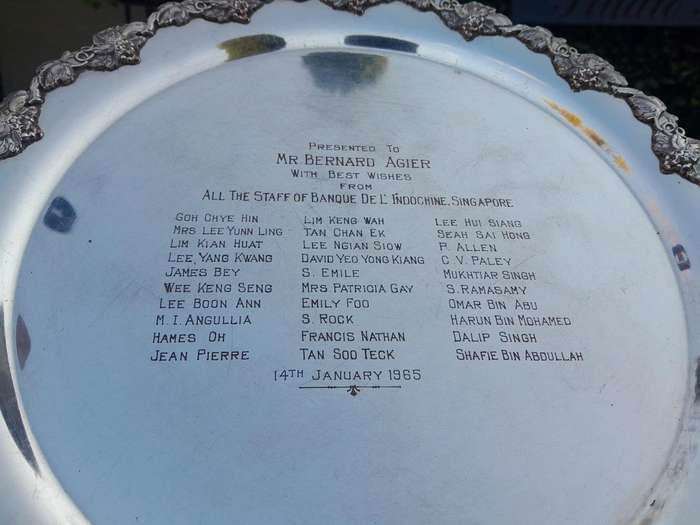 PRESENTED TO
MR BERNARD AGIER
WITH BEST WISHES
FROM
ALL THE STAFF OF BANQUE DE L'INDOCHINE, SINGAPORE
GOH CHYE HIN LIM KENG WAH LEE HUI SIANG
MRS LEE YUNN LING TAN CHAN EK SEAH SAI HONG
LIM KIAN HUAT LEE NGIAN SIOW P. ALLEN
LEE, YANG KWANG DAVID YEO YONG KIANG C. V. PALEY
JAMES BEY S. EMILE MUKHTIAR SINGH
WEE KENG SENG MRS PATRICIA GAY S. RAMASAMY
LEE BOON ANN EMILY FOO OMAR BIN ABU
M. I. ANGULLIA S. ROCK HARUN BIN MOHAMED
HAMES OH FRANCIS NATHAN DALIP SINGH
JEAN PIERRE TAN SOO TECK SHAFIE BIN ABDULLAH
14TH JANUARY 1965